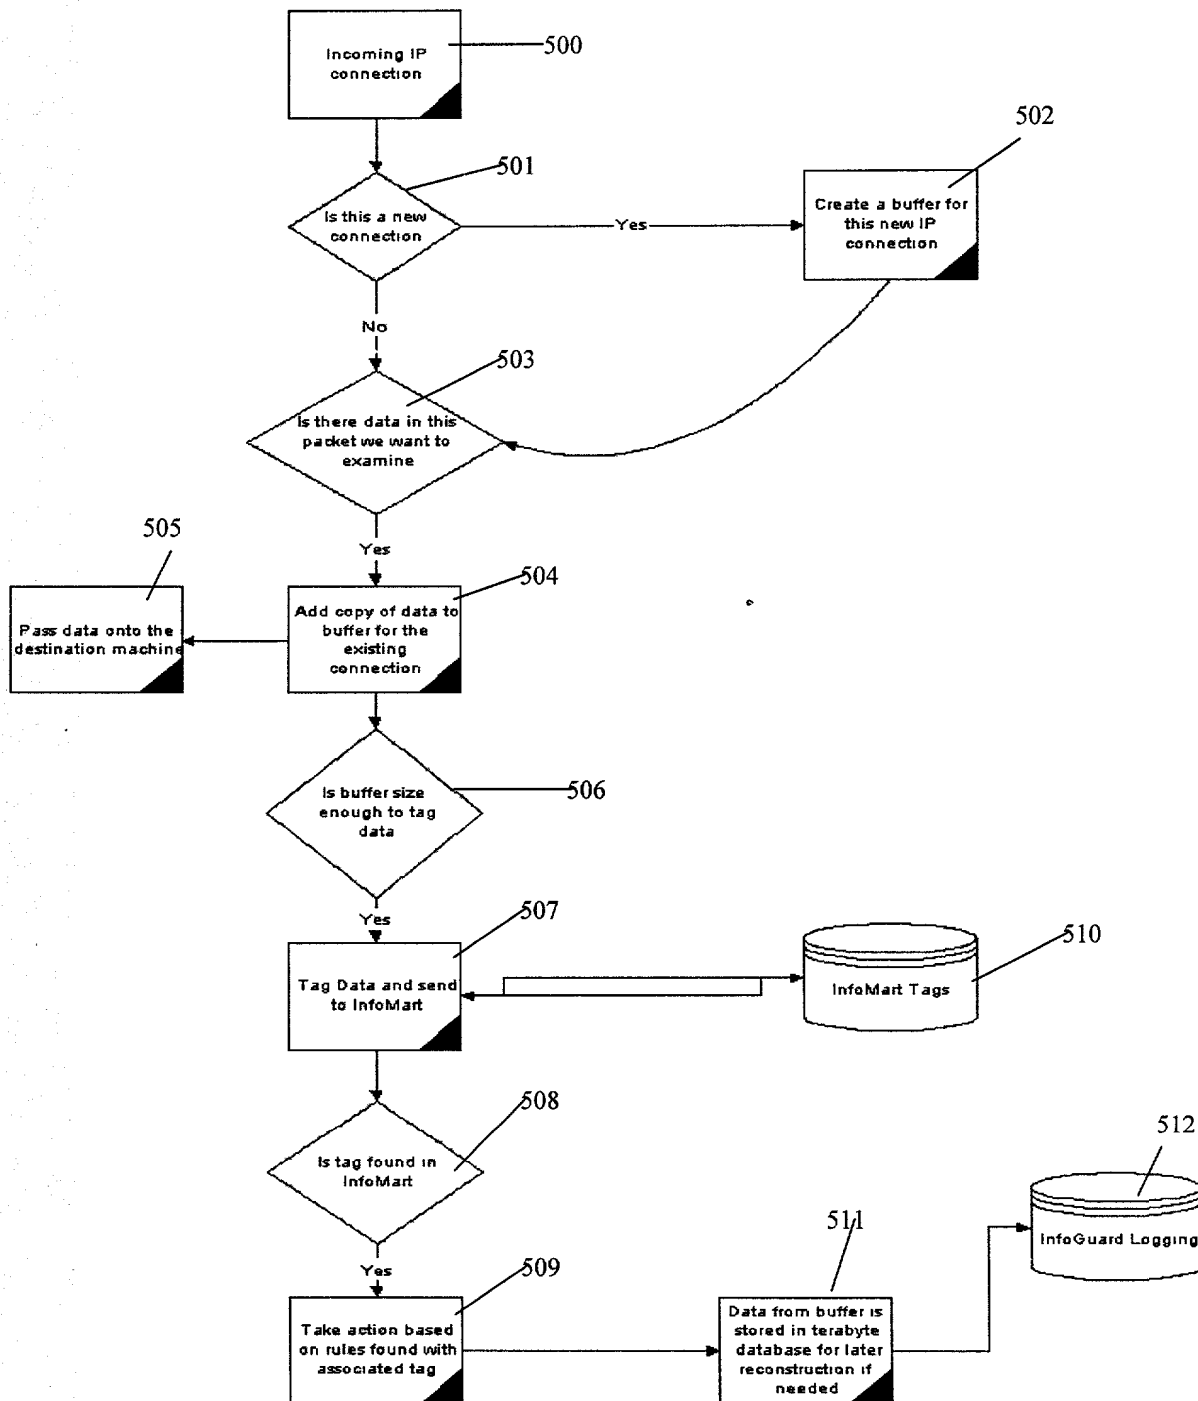 Incoming IP
connection
500
501
Is this a new
connection
Yes
502
Create a buffer for
this new IP
connection
No
503
Is there data in this
packet we want to
examine
Yes
505
Pass data onto the
destination machine
504
Add copy of data to
buffer for the
existing
connection
Is buffer size
enough to tag
data
506
Yes
507
Tag Data and send
to InfoMart
510
InfoMart Tags
508
Is tag found in
InfoMart
Yes
509
Take action based
on rules found with
associated tag
511
Data from buffer is
stored in terabyte
database for later
reconstruction if
needed
512
InfoGuard Logging